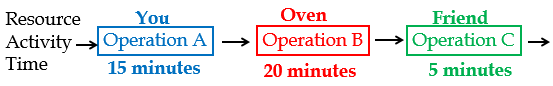 Resource You Oven Friend
Activity Operation A Operation B Operation C
Time 15 minutes 20 minutes 5 minutes